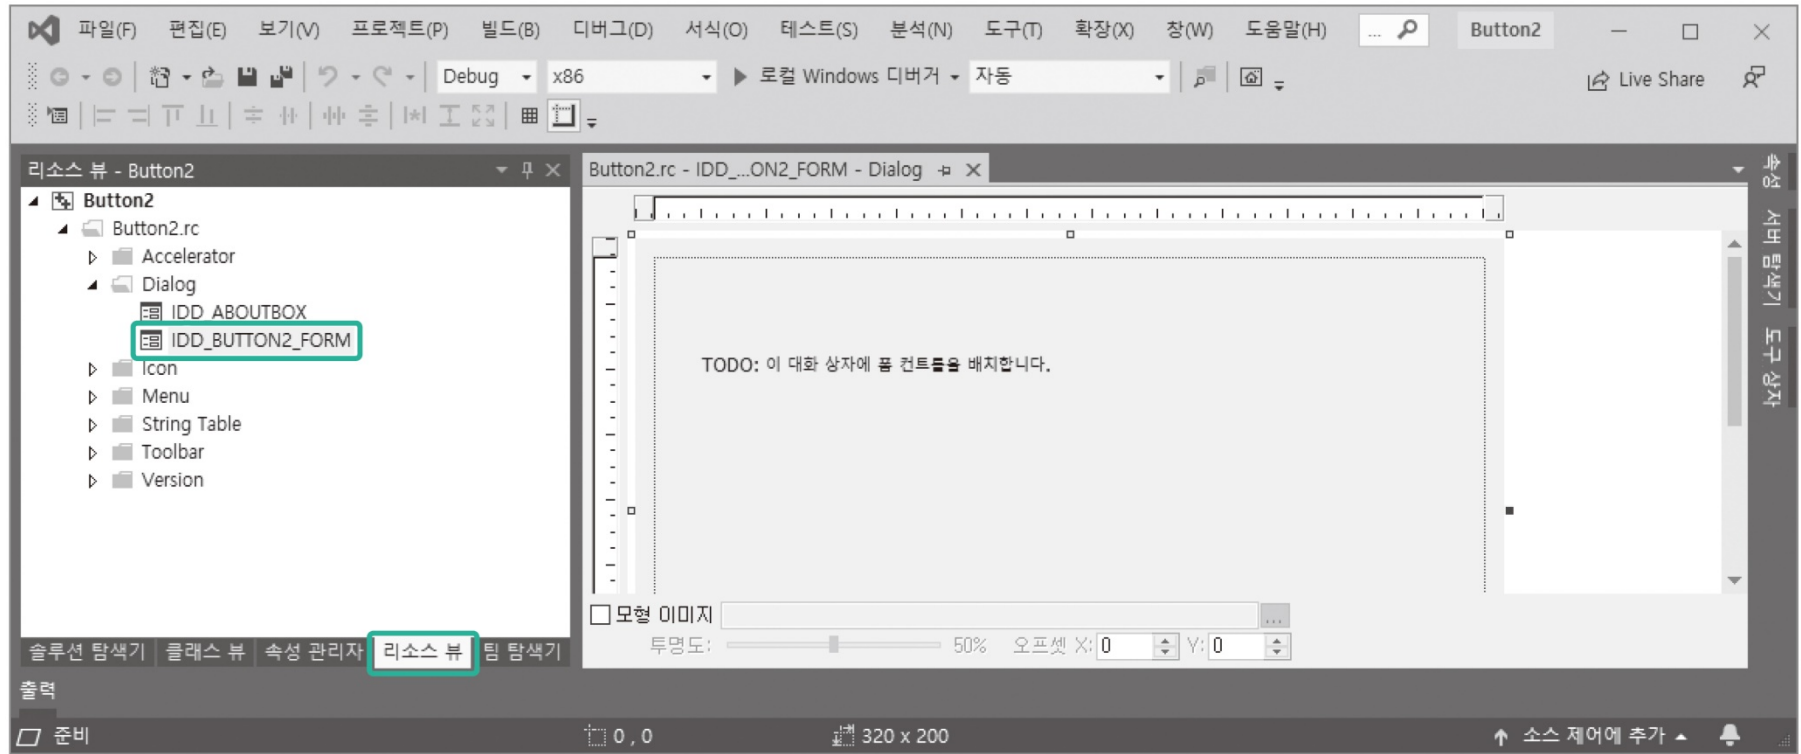 파일(F) 편집(E) 보기(V) 프로젝트(P) 빌드(B) 디버그(D) 서식(O) 테스트(S) 분석(N) 도구(T) 확장(X) 창(W) 도움말(H) ... Button2
Debug x86 로컬 Windows 디버거 자동 Live Share
리소스 뷰 - Button2
Button2
Button2.rc
Accelerator
Dialog
IDD_ABOUTBOX
IDD_BUTTON2_FORM
Icon
Menu
String Table
Toolbar
Version
솔루션 탐색기 클래스 뷰 속성 관리자 리소스 뷰 팀 탐색기
Button2.rc - IDD_...ON2_FORM - Dialog
TODO: 이 대화 상자에 폼 컨트롤을 배치합니다.
모형 이미지 ...
투명도: 50% 오프셋 X: 0 Y: 0
속성
서버 탐색기
도구 상자
출력
준비 0 , 0 320 x 200 소스 제어에 추가